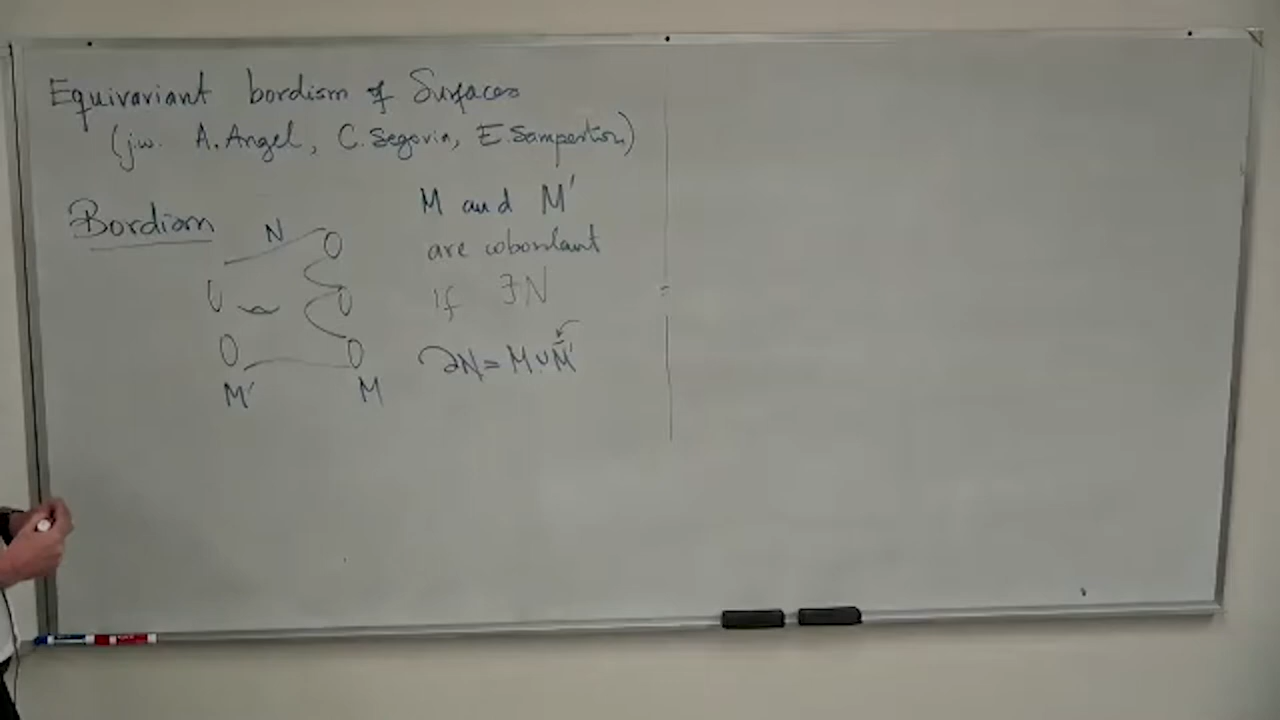 Equivariant bordism of Surfaces
(j.w. A. Angel, C. Segovia, E. Samperton)
Bordism
N
M' M
M and M'
are cobordant
if ∃N
∂N = M ∪ M̄'